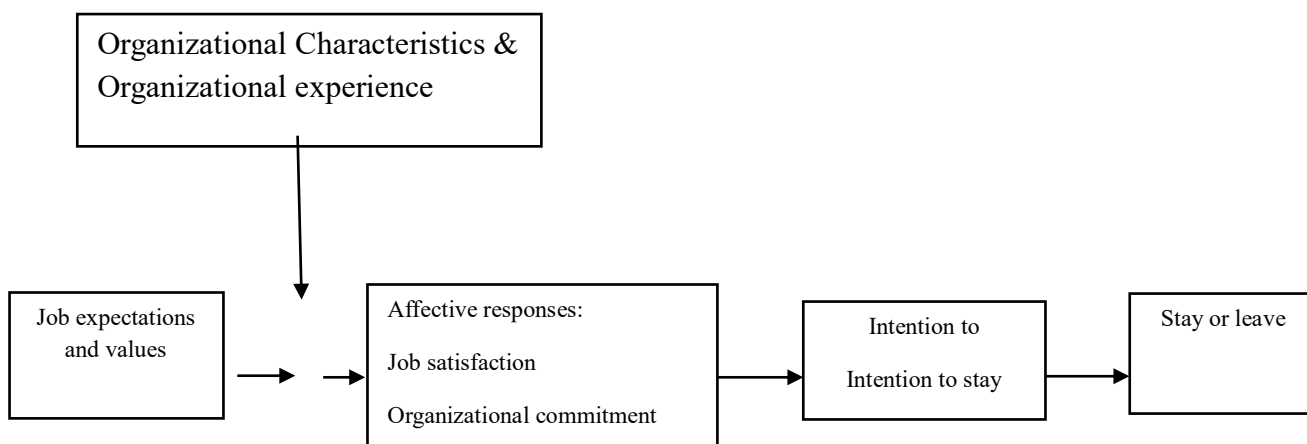 Organizational Characteristics &
Organizational experience
Job expectations
and values
Affective responses:
Job satisfaction
Organizational commitment
Intention to
Intention to stay
Stay or leave